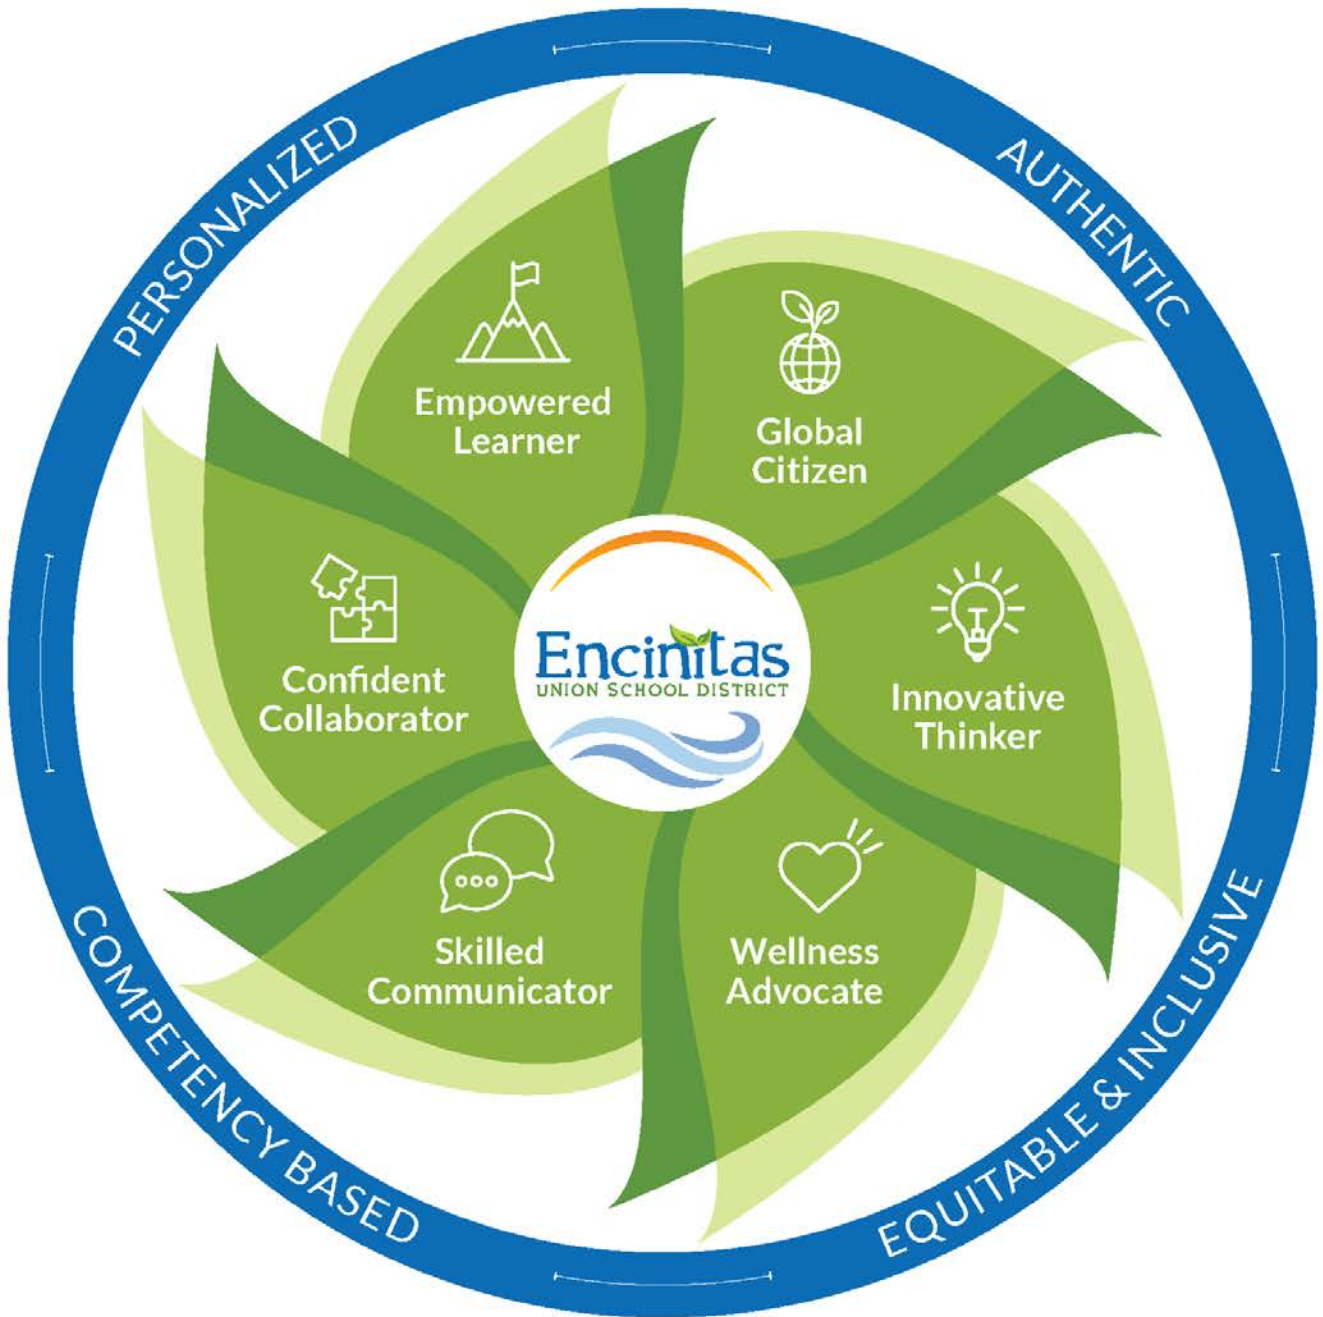 PERSONALIZED
AUTHENTIC
Empowered
Learner
Global
Citizen
Confident
Collaborator
Encinitas
UNION SCHOOL DISTRICT
Innovative
Thinker
Skilled
Communicator
Wellness
Advocate
COMPETENCY BASED
EQUITABLE & INCLUSIVE